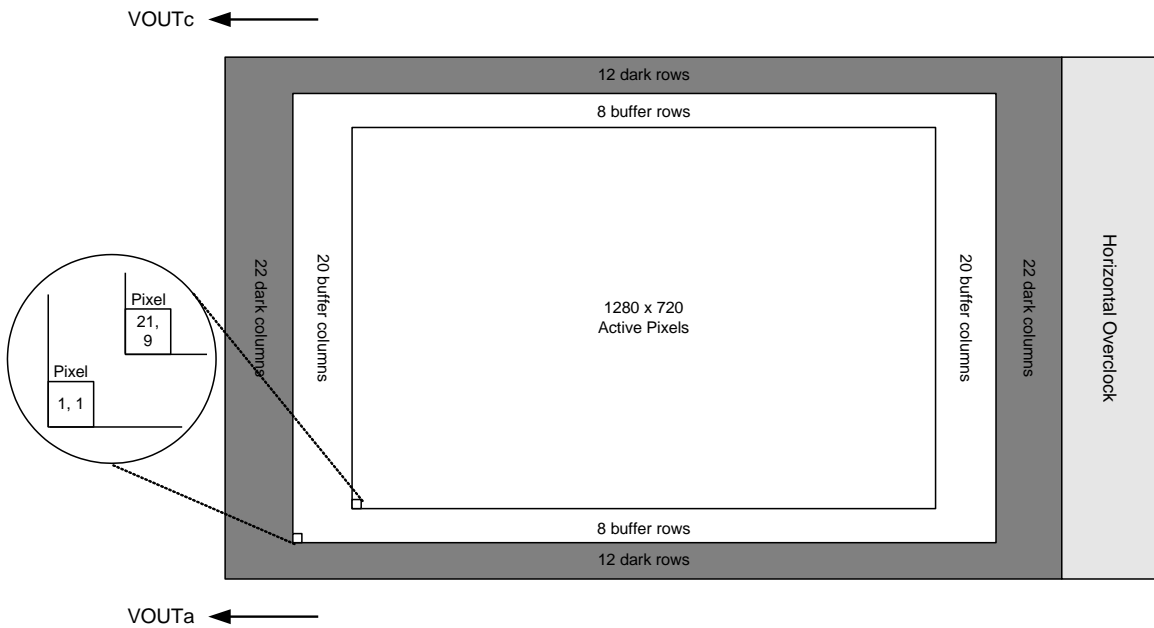 VOUTc
12 dark rows
8 buffer rows
22 dark columns
20 buffer columns
1280 x 720
Active Pixels
20 buffer columns
22 dark columns
Horizontal Overclock
Pixel
21,
9
Pixel
1, 1
8 buffer rows
12 dark rows
VOUTa